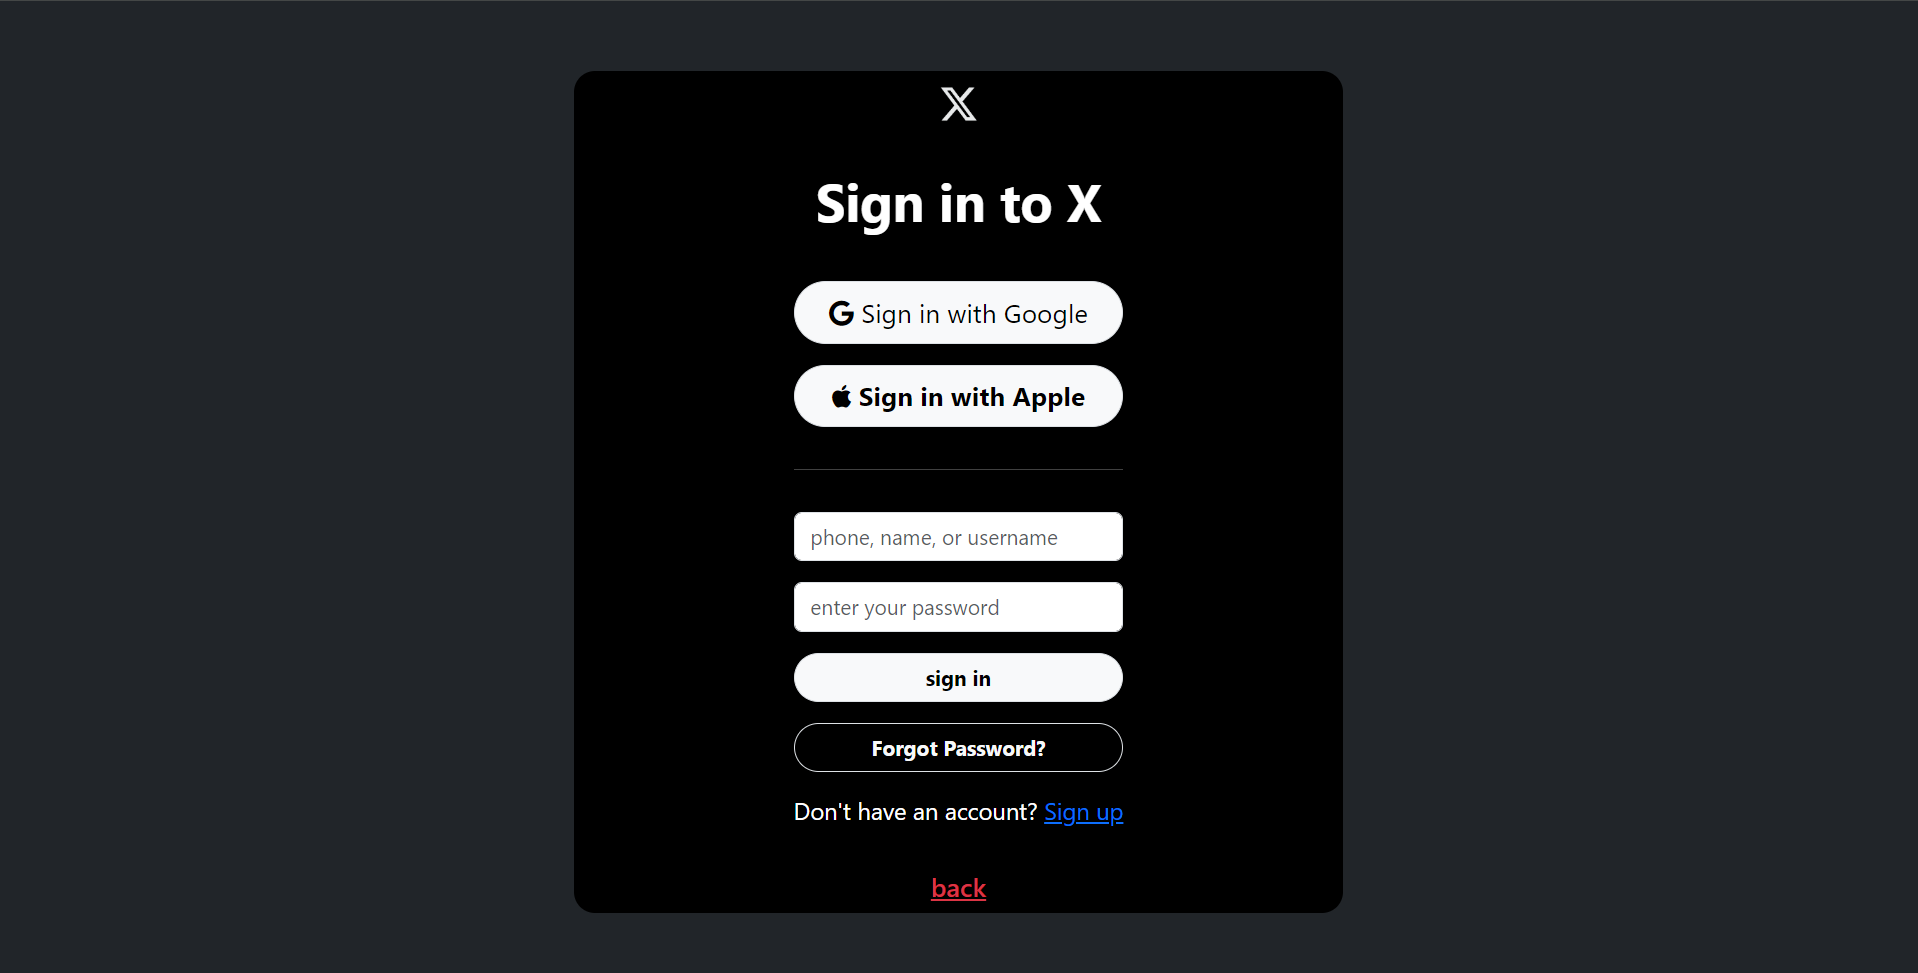 X
Sign in to X
Sign in with Google
Sign in with Apple
phone, name, or username
enter your password
sign in
Forgot Password?
Don't have an account? Sign up
back